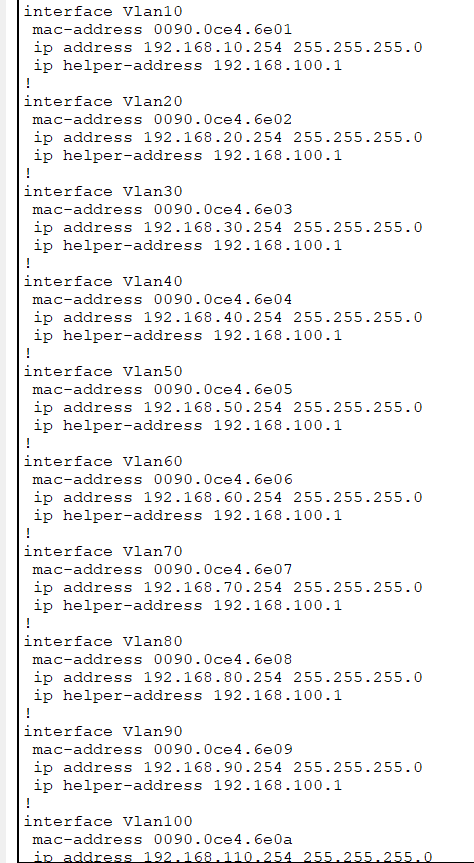 interface Vlan10
mac-address 0090.0ce4.6e01
ip address 192.168.10.254 255.255.255.0
ip helper-address 192.168.100.1
!
interface Vlan20
mac-address 0090.0ce4.6e02
ip address 192.168.20.254 255.255.255.0
ip helper-address 192.168.100.1
!
interface Vlan30
mac-address 0090.0ce4.6e03
ip address 192.168.30.254 255.255.255.0
ip helper-address 192.168.100.1
!
interface Vlan40
mac-address 0090.0ce4.6e04
ip address 192.168.40.254 255.255.255.0
ip helper-address 192.168.100.1
!
interface Vlan50
mac-address 0090.0ce4.6e05
ip address 192.168.50.254 255.255.255.0
ip helper-address 192.168.100.1
!
interface Vlan60
mac-address 0090.0ce4.6e06
ip address 192.168.60.254 255.255.255.0
ip helper-address 192.168.100.1
!
interface Vlan70
mac-address 0090.0ce4.6e07
ip address 192.168.70.254 255.255.255.0
ip helper-address 192.168.100.1
!
interface Vlan80
mac-address 0090.0ce4.6e08
ip address 192.168.80.254 255.255.255.0
ip helper-address 192.168.100.1
!
interface Vlan90
mac-address 0090.0ce4.6e09
ip address 192.168.90.254 255.255.255.0
ip helper-address 192.168.100.1
!
interface Vlan100
mac-address 0090.0ce4.6e0a
ip address 192.168.110.254 255.255.255.0